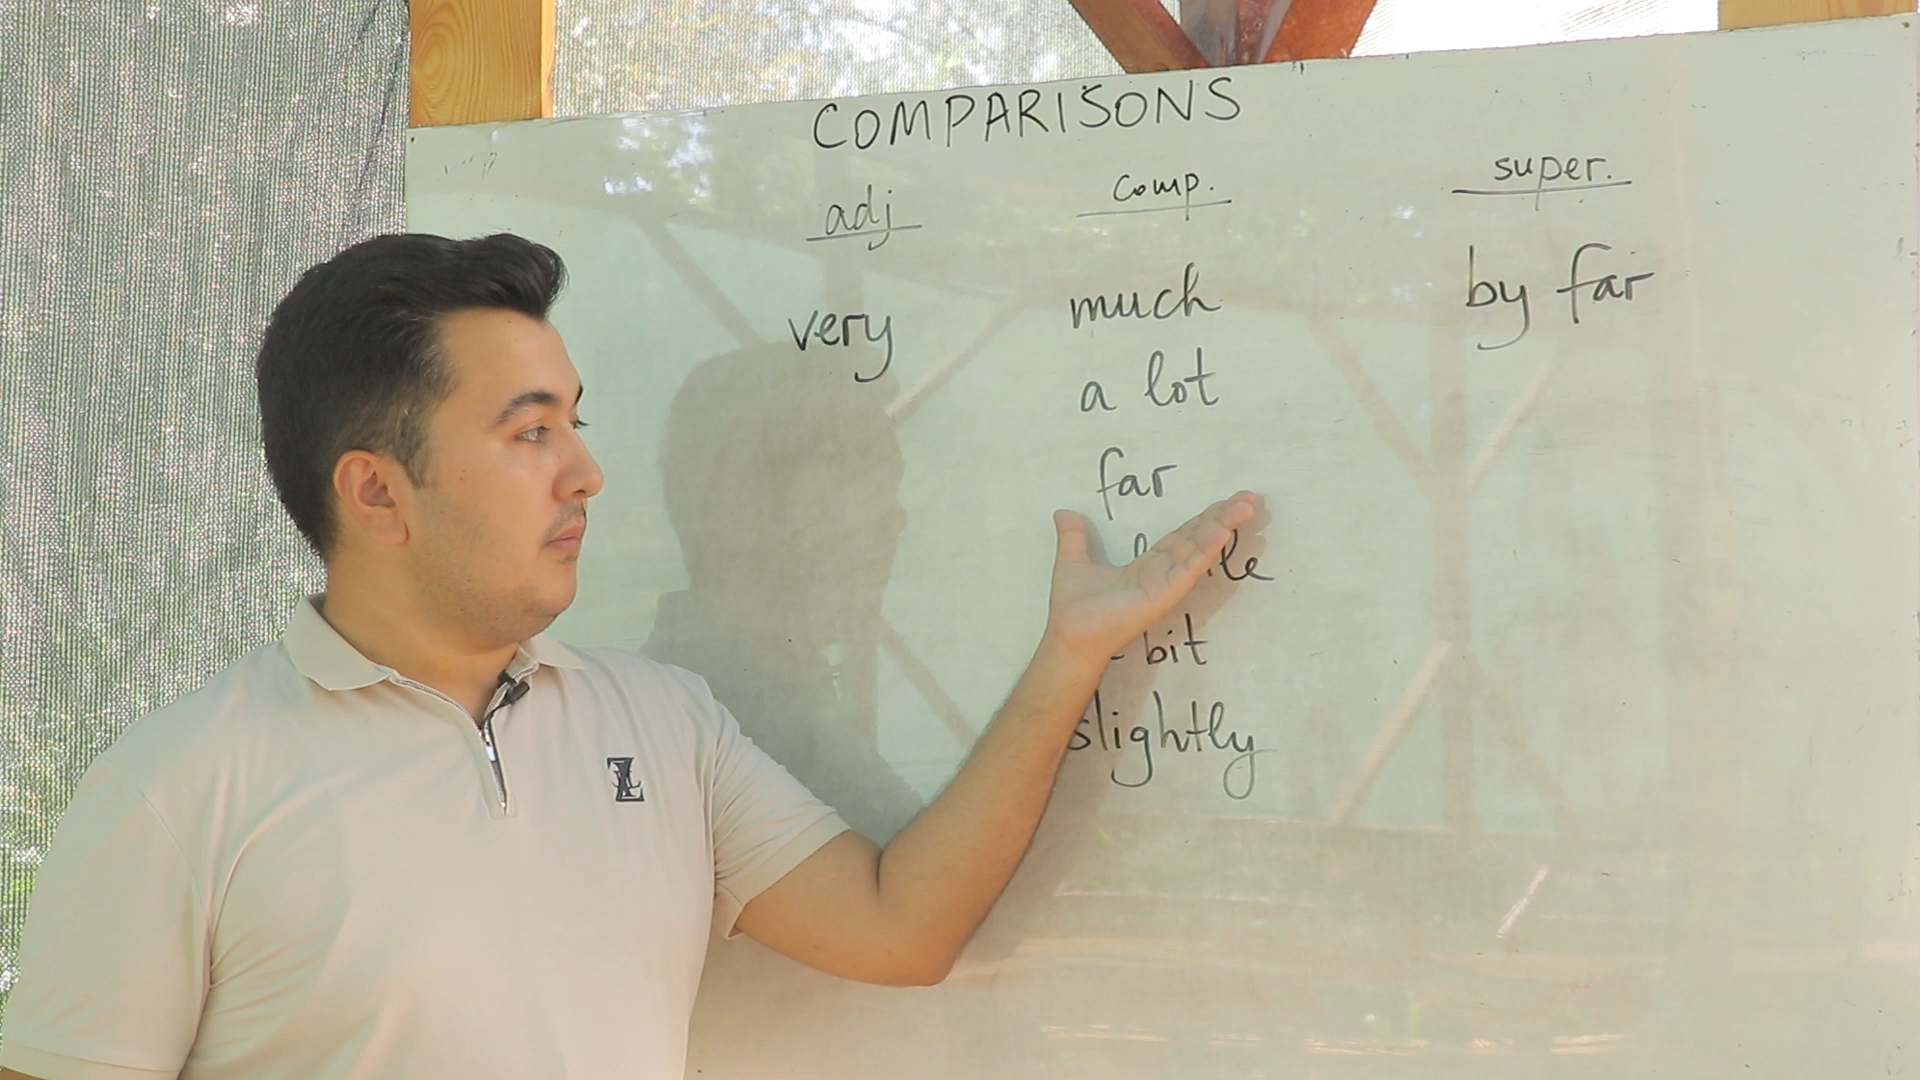 COMPARISONS
adj comp. super.
very much by far
a lot
far
bit
slightly